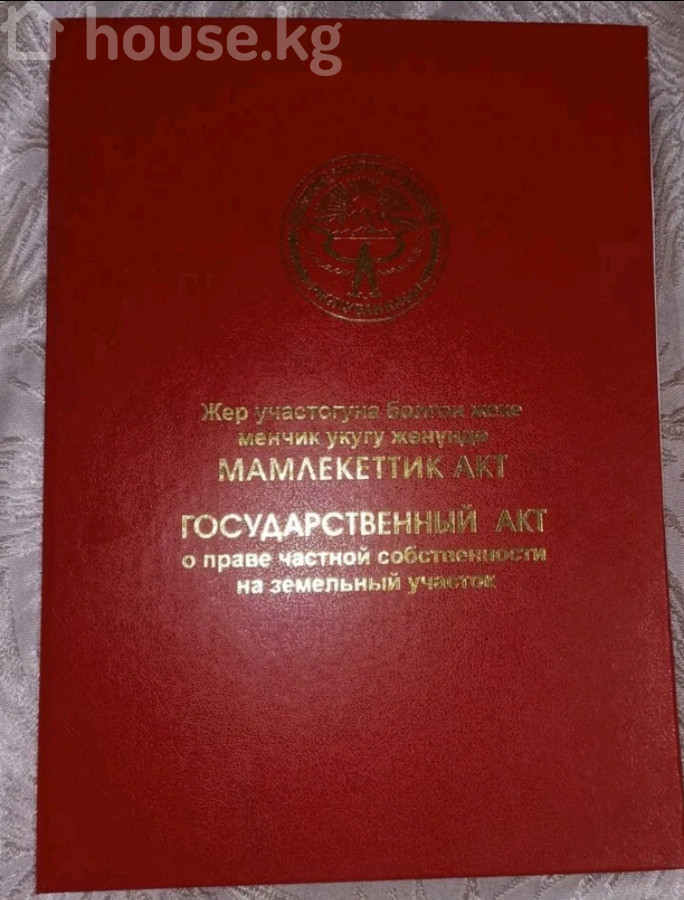 house.kg
Жер участогуна болгон жеке
менчик укугу жөнүндө
МАМЛЕКЕТТИК АКТ
ГОСУДАРСТВЕННЫЙ АКТ
о праве частной собственности
на земельный участок